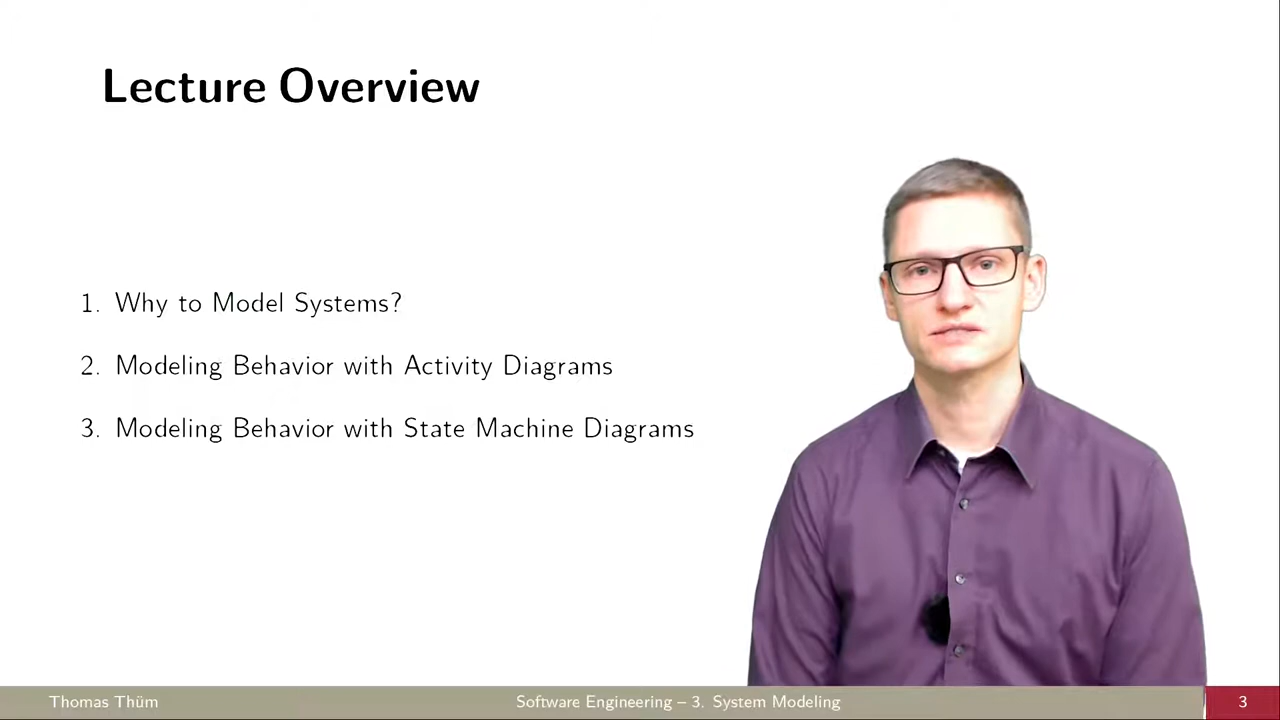 Lecture Overview
1. Why to Model Systems?
2. Modeling Behavior with Activity Diagrams
3. Modeling Behavior with State Machine Diagrams
Thomas Thüm
Software Engineering – 3. System Modeling
3